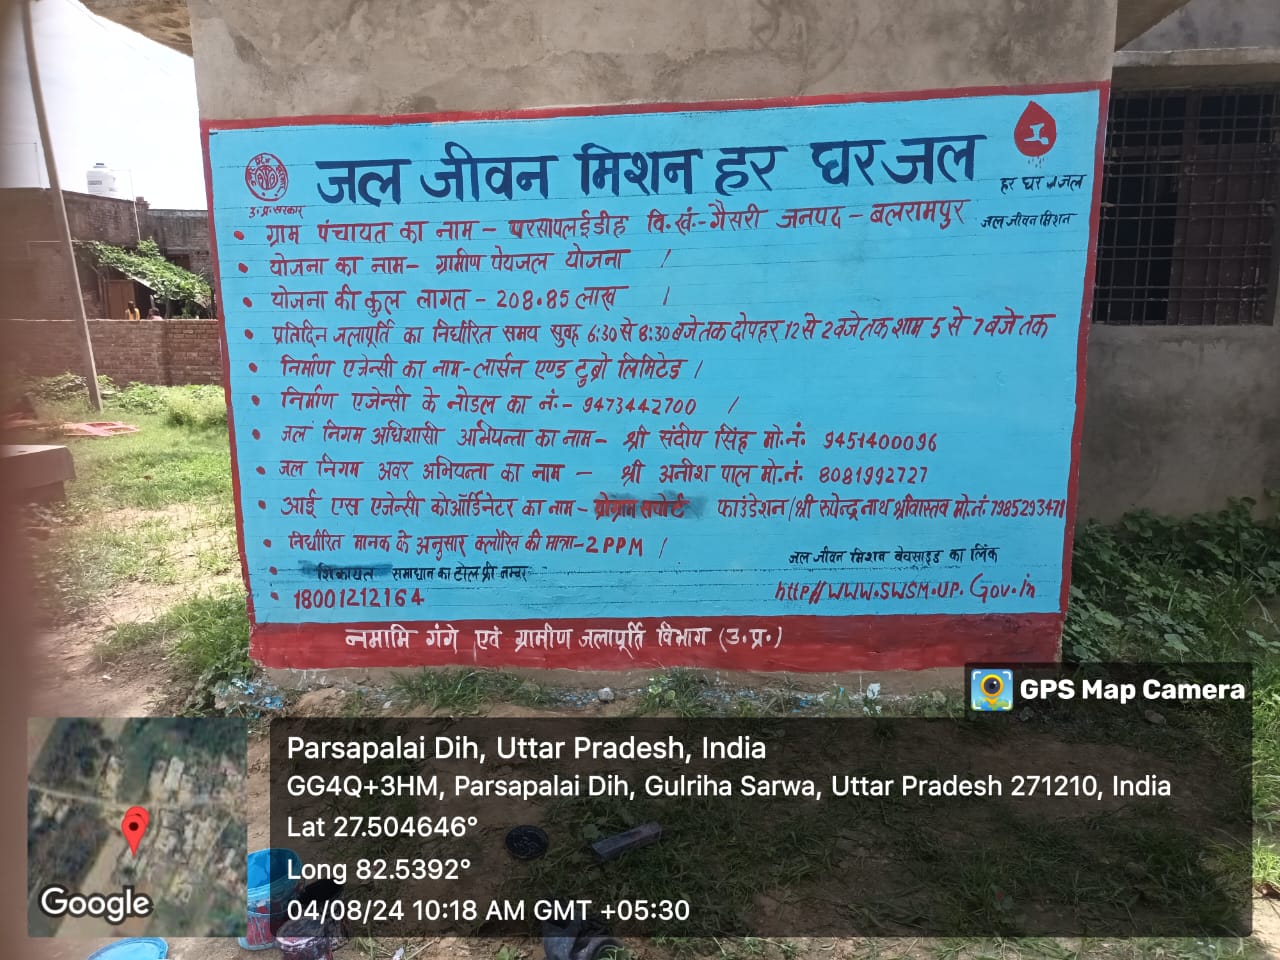 जल जीवन मिशन हर घर जल
उ.प्र.सरकार
हर घर जल
जल जीवन मिशन
• ग्राम पंचायत का नाम – परसापलईडीह वि.खं.-गैसरी जनपद – बलरामपुर
• योजना का नाम– ग्रामीण पेयजल योजना /
• योजना की कुल लागत – 208.85 लाख /
• प्रतिदिन जलापूर्ति का निर्धारित समय सुबह 6:30 से 8:30 बजे तक दोपहर 12 से 2 बजे तक शाम 5 से 7 बजे तक
• निर्माण एजेन्सी का नाम–लार्सन एण्ड टुब्रो लिमिटेड /
• निर्माण एजेन्सी के नोडल का नं.– 9473442700 /
• जल निगम अधिशासी अभियन्ता का नाम– श्री संदीप सिंह मो.नं. 9451400096
• जल निगम अवर अभियन्ता का नाम – श्री अनीश पाल मो.नं. 8081992727
• आई एस एजेन्सी कोऑर्डिनेटर का नाम– प्रोग्राम सपोर्ट फाउंडेशन/श्री रुपेन्द्र नाथ श्रीवास्तव मो.नं 7985293471
• निर्धारित मानक के अनुसार क्लोरिन की मात्रा–2PPM /
• शिकायत समाधान का टोल फ्री नम्बर
• 18001212164
जल जीवन मिशन वेबसाइड का लिंक
http//www.swsm.up.Gov.in
नमामि गंगे एवं ग्रामीण जलापूर्ति विभाग (उ.प्र.)
GPS Map Camera
Parsapalai Dih, Uttar Pradesh, India
GG4Q+3HM, Parsapalai Dih, Gulriha Sarwa, Uttar Pradesh 271210, India
Lat 27.504646°
Long 82.5392°
04/08/24 10:18 AM GMT +05:30
Google